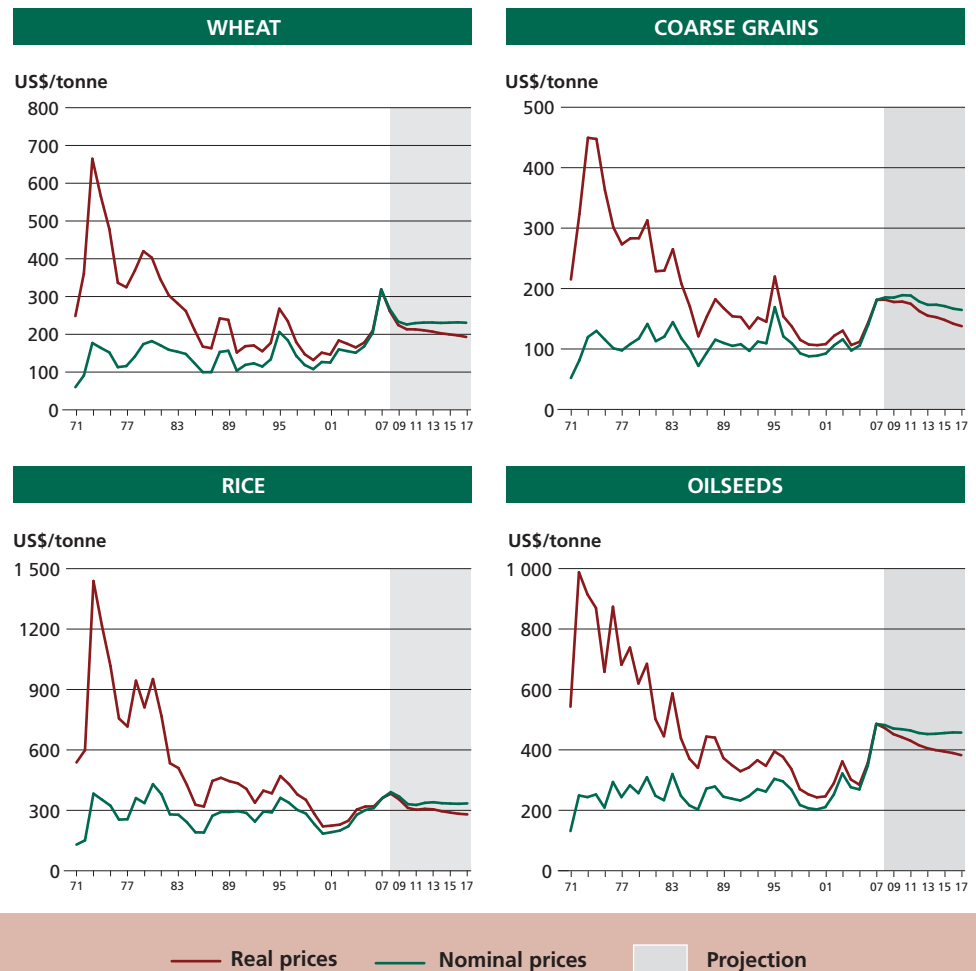 WHEAT
US$/tonne
800
700
600
500
400
300
200
100
0
71 77 83 89 95 01 07 09 11 13 15 17
COARSE GRAINS
US$/tonne
500
400
300
200
100
0
71 77 83 89 95 01 07 09 11 13 15 17
RICE
US$/tonne
1 500
1200
900
600
300
0
71 77 83 89 95 01 07 09 11 13 15 17
OILSEEDS
US$/tonne
1 000
800
600
400
200
0
71 77 83 89 95 01 07 09 11 13 15 17
Real prices Nominal prices Projection